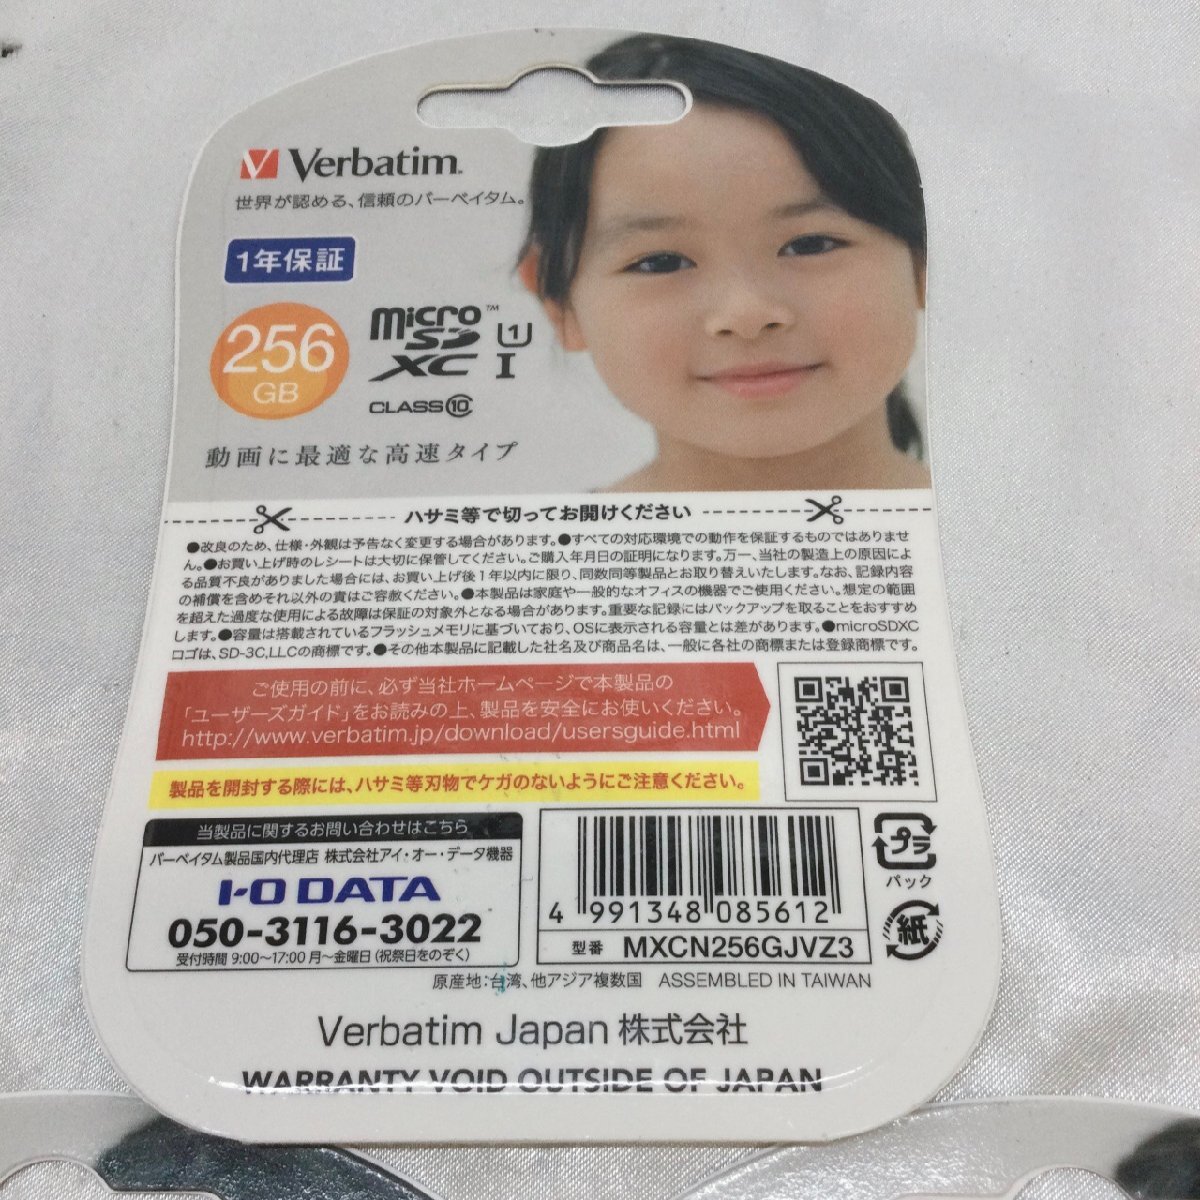 Verbatim.
世界が認める、信頼のバーベイタム。
1年保証
256
GB
micro™
SD
XC I
1
CLASS10
動画に最適な高速タイプ
ハサミ等で切ってお開けください
●改良のため、仕様・外観は予告なく変更する場合があります。●すべての対応環境での動作を保証するものではありませ
ん。●お買い上げ時のレシートは大切に保管してください。ご購入年月日の証明になります。万一、当社の製造上の原因によ
る品質不良がありました場合には、お買い上げ後1年以内に限り、同数同等製品とお取り替えいたします。なお、記録内容
の補償を含めそれ以外の責はご容赦ください。●本製品は家庭や一般的なオフィスの機器でご使用ください。想定の範囲
を超えた過度な使用による故障は保証の対象外となる場合があります。重要な記録にはバックアップを取ることをおすすめ
します。●容量は搭載されているフラッシュメモリに基づいており、OSに表示される容量とは差があります。●microSDXC
ロゴは、SD-3C,LLCの商標です。●その他本製品に記載した社名及び商品名は、一般に各社の商標または登録商標です。
ご使用の前に、必ず当社ホームページで本製品の
「ユーザーズガイド」をお読みの上、製品を安全にお使いください。
http://www.verbatim.jp/download/usersguide.html
製品を開封する際には、ハサミ等刃物でケガのないようにご注意ください。
当製品に関するお問い合わせはこちら
バーベイタム製品国内代理店 株式会社アイ・オー・データ機器
I-O DATA
050-3116-3022
受付時間 9:00〜17:00 月〜金曜日(祝祭日をのぞく)
4 991348 085612
型番 MXCN256GJVZ3
プラ
パック
紙
原産地:台湾、他アジア複数国 ASSEMBLED IN TAIWAN
Verbatim Japan 株式会社
WARRANTY VOID OUTSIDE OF JAPAN